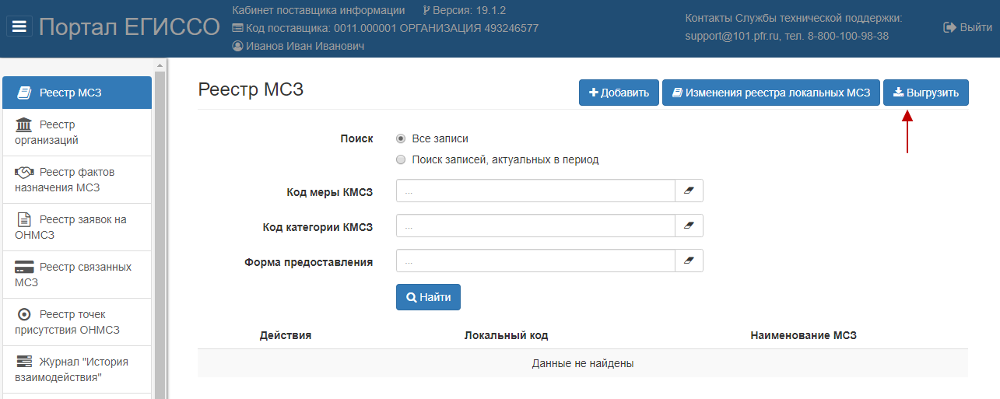 Портал ЕГИССО
Кабинет поставщика информации Версия: 19.1.2
Код поставщика: 0011.000001 ОРГАНИЗАЦИЯ 493246577
Иванов Иван Иванович
Контакты Службы технической поддержки:
support@101.pfr.ru, тел. 8-800-100-98-38
Выйти
Реестр МСЗ
Реестр
организаций
Реестр фактов
назначения МСЗ
Реестр заявок на
ОНМСЗ
Реестр связанных
МСЗ
Реестр точек
присутствия ОНМСЗ
Журнал "История
взаимодействия"
Реестр МСЗ
Добавить Изменения реестра локальных МСЗ Выгрузить
Поиск Все записи
Поиск записей, актуальных в период
Код меры КМСЗ ...
Код категории КМСЗ ...
Форма предоставления ...
Найти
Действия Локальный код Наименование МСЗ
Данные не найдены